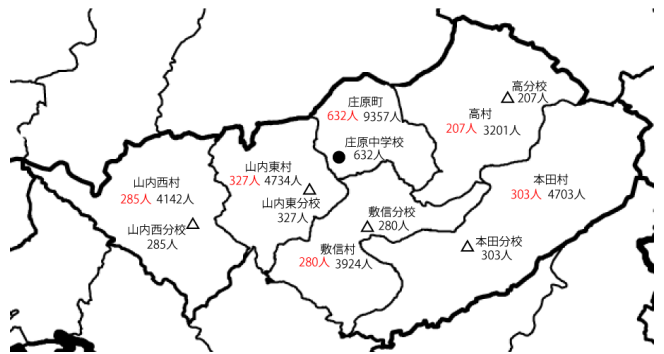 高分校
207人
庄原町
632人 9357人
高村
207人 3201人
庄原中学校
632人
山内東村
327人 4734人
山内西村
285人 4142人
本田村
303人 4703人
山内東分校
327人
敷信分校
280人
山内西分校
285人
敷信村
280人 3924人
本田分校
303人